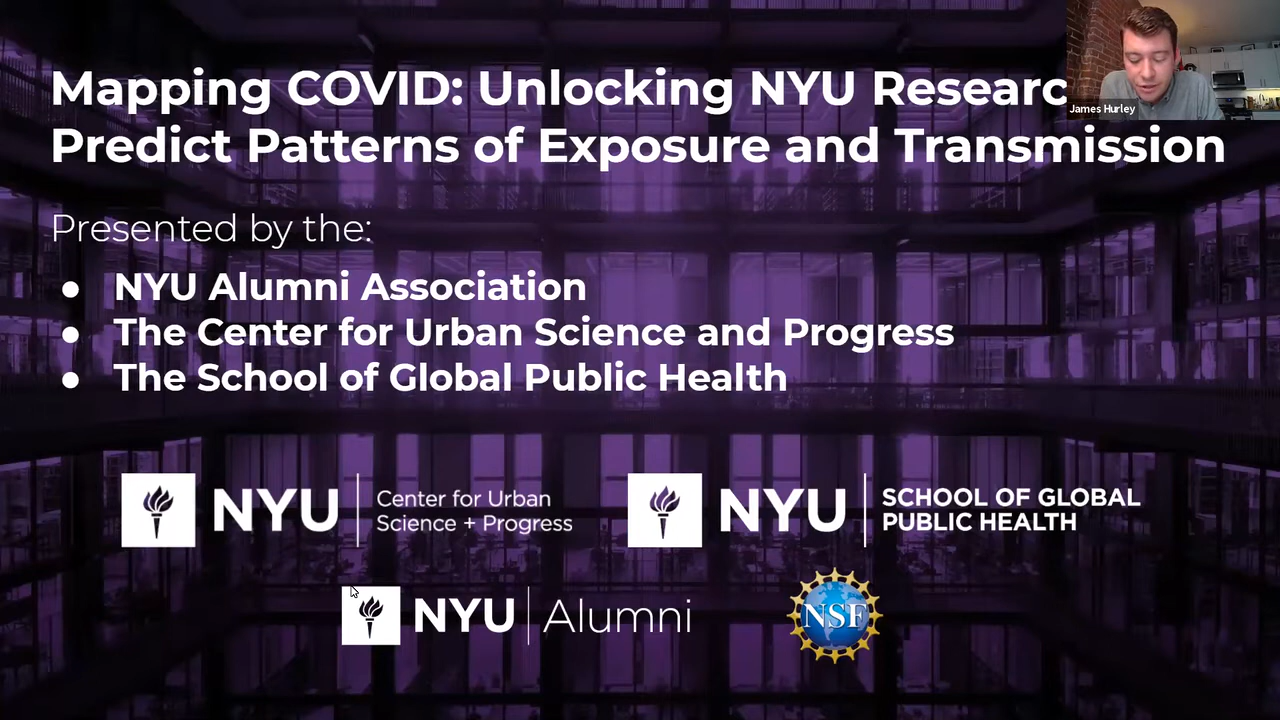 Mapping COVID: Unlocking NYU Researc
James Hurley
Predict Patterns of Exposure and Transmission
Presented by the:
● NYU Alumni Association
● The Center for Urban Science and Progress
● The School of Global Public Health
NYU Center for Urban
Science + Progress
NYU SCHOOL OF GLOBAL
PUBLIC HEALTH
NYU Alumni
NSF